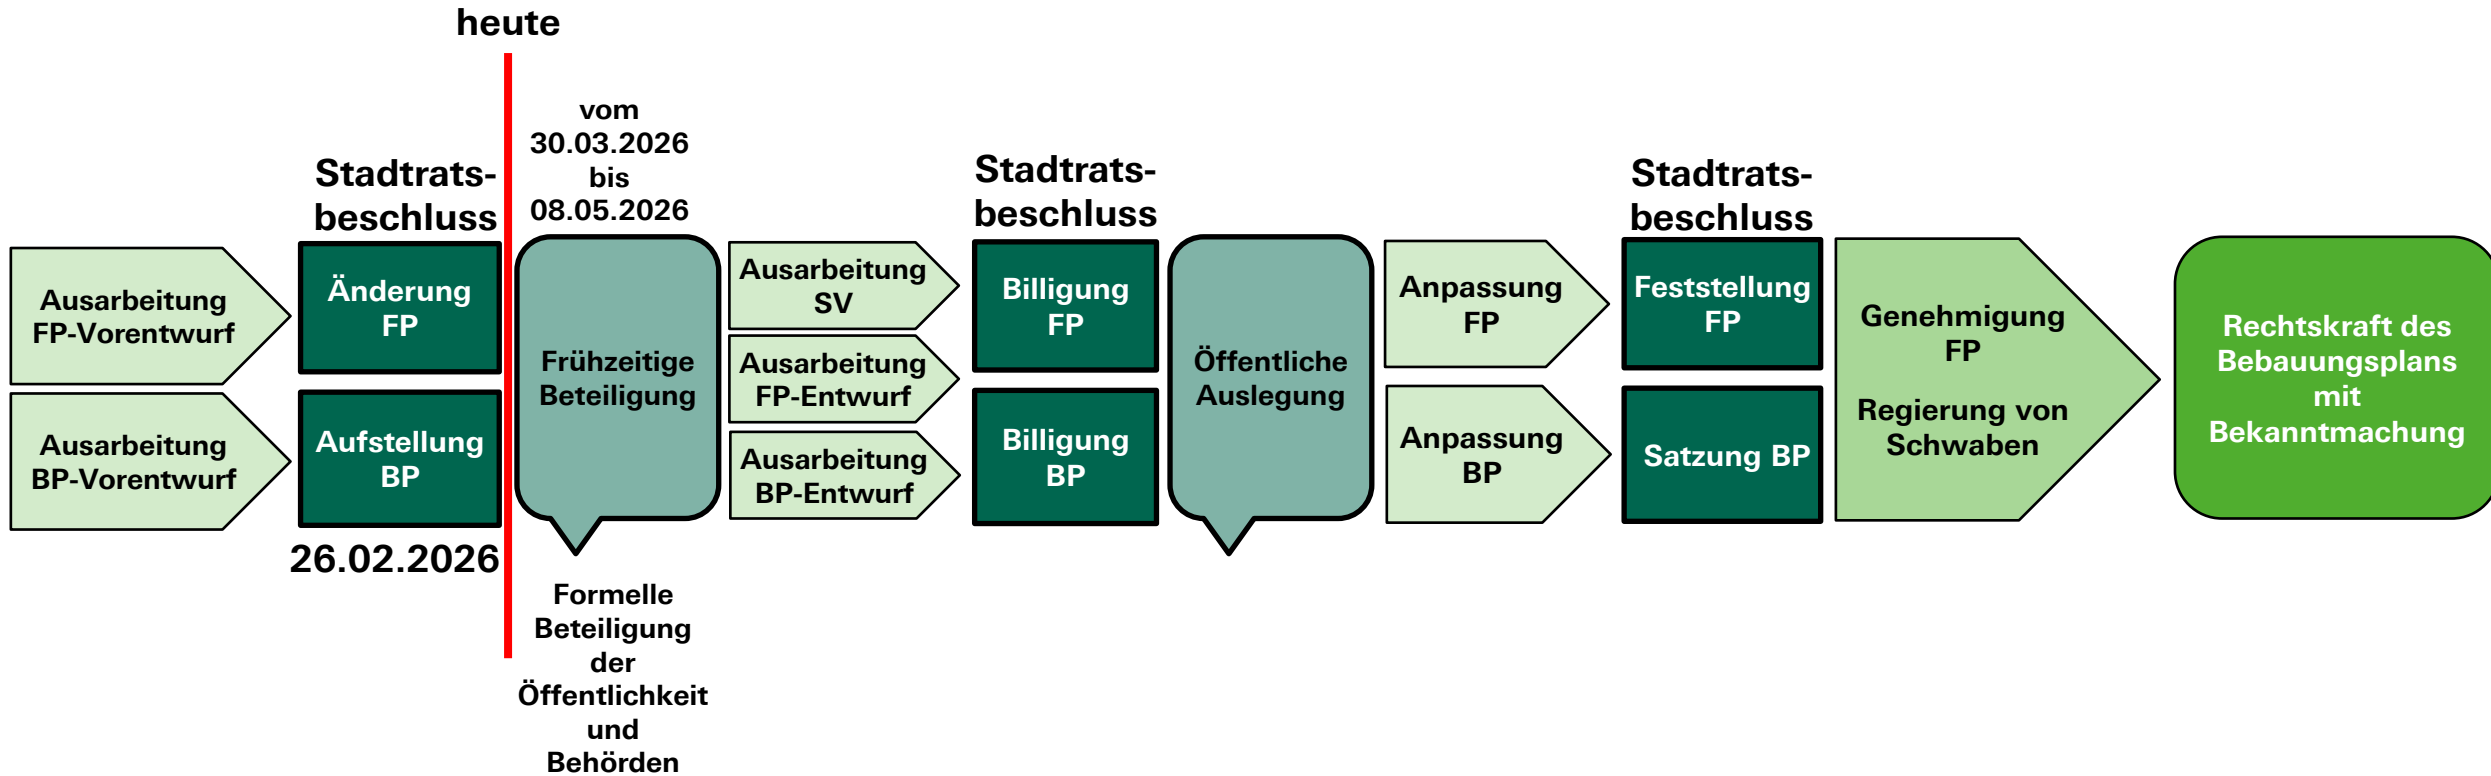 heute
Ausarbeitung
FP-Vorentwurf
Ausarbeitung
BP-Vorentwurf
Stadtrats-
beschluss
Änderung
FP
Aufstellung
BP
26.02.2026
vom
30.03.2026
bis
08.05.2026
Frühzeitige
Beteiligung
Formelle
Beteiligung
der
Öffentlichkeit
und
Behörden
Ausarbeitung
SV
Ausarbeitung
FP-Entwurf
Ausarbeitung
BP-Entwurf
Stadtrats-
beschluss
Billigung
FP
Billigung
BP
Öffentliche
Auslegung
Anpassung
FP
Anpassung
BP
Stadtrats-
beschluss
Feststellung
FP
Satzung BP
Genehmigung
FP
Regierung von
Schwaben
Rechtskraft des
Bebauungsplans
mit
Bekanntmachung